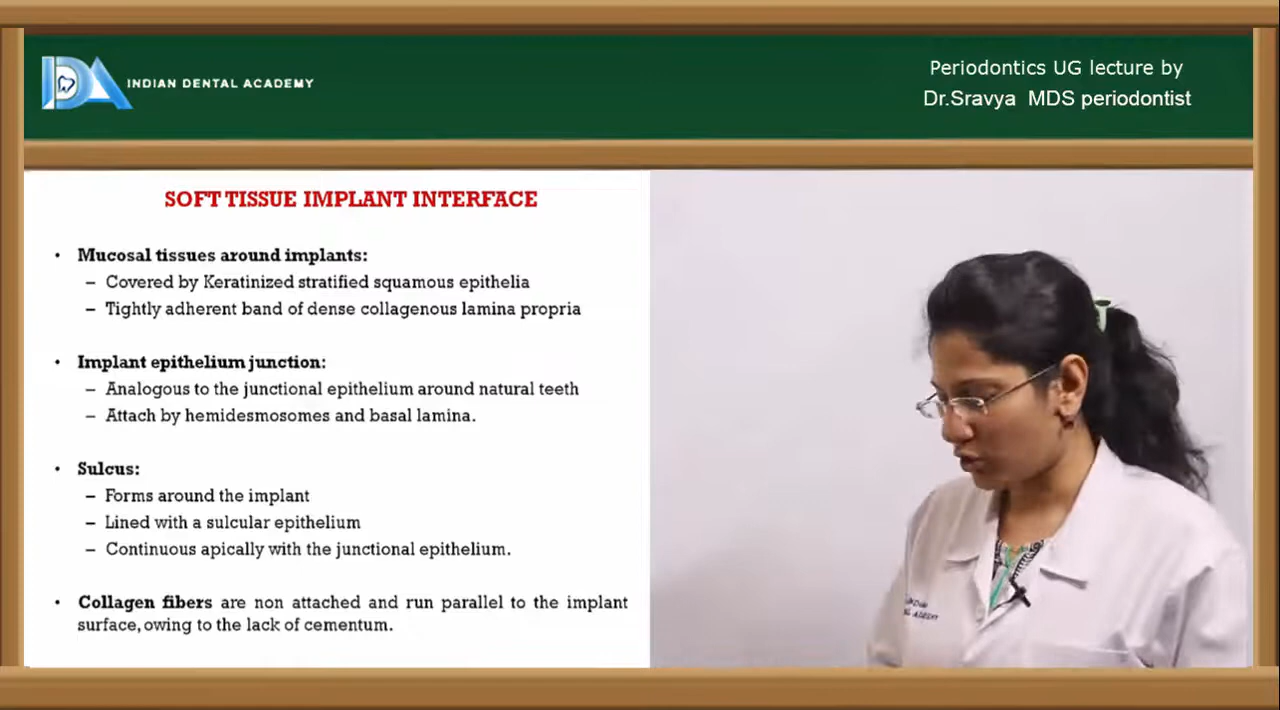 INDIAN DENTAL ACADEMY
Periodontics UG lecture by
Dr.Sravya MDS periodontist
SOFT TISSUE IMPLANT INTERFACE
• Mucosal tissues around implants:
– Covered by Keratinized stratified squamous epithelia
– Tightly adherent band of dense collagenous lamina propria
• Implant epithelium junction:
– Analogous to the junctional epithelium around natural teeth
– Attach by hemidesmosomes and basal lamina.
• Sulcus:
– Forms around the implant
– Lined with a sulcular epithelium
– Continuous apically with the junctional epithelium.
• Collagen fibers are non attached and run parallel to the implant
surface, owing to the lack of cementum.